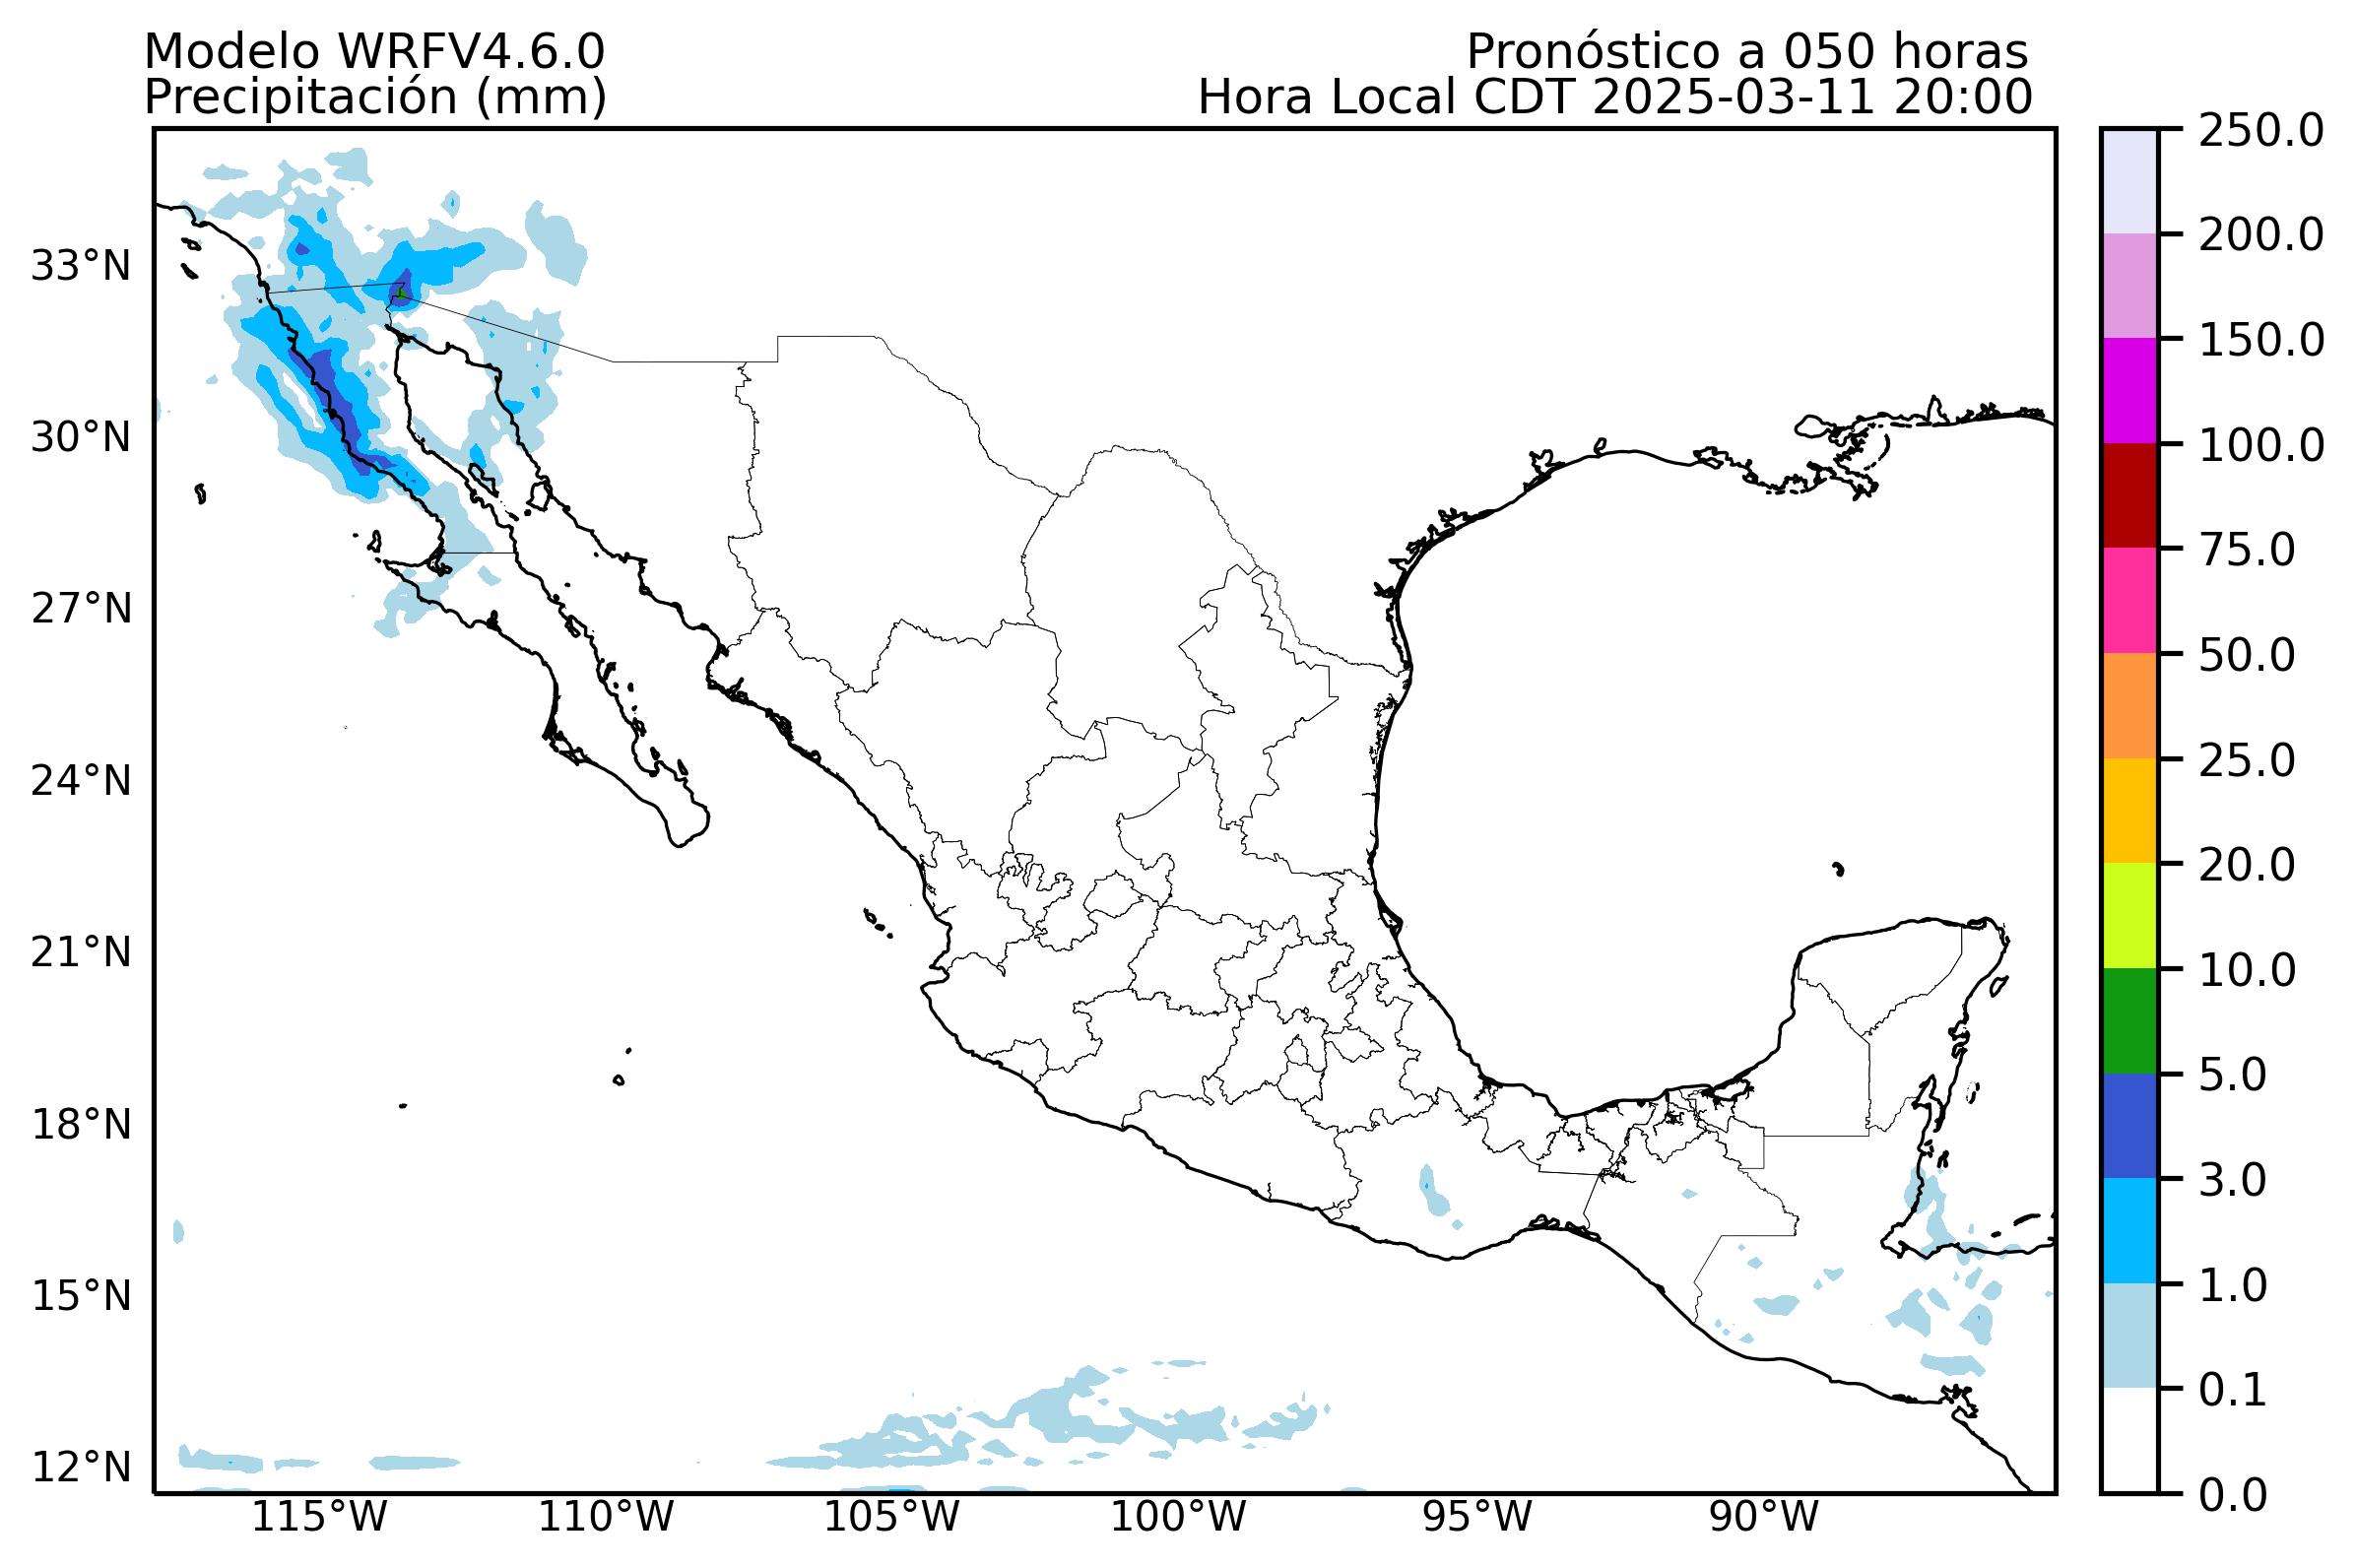 Modelo WRFV4.6.0
Precipitación (mm)
Pronóstico a 050 horas
Hora Local CDT 2025-03-11 20:00
33°N
30°N
27°N
24°N
21°N
18°N
15°N
12°N
115°W
110°W
105°W
100°W
95°W
90°W
250.0
200.0
150.0
100.0
75.0
50.0
25.0
20.0
10.0
5.0
3.0
1.0
0.1
0.0